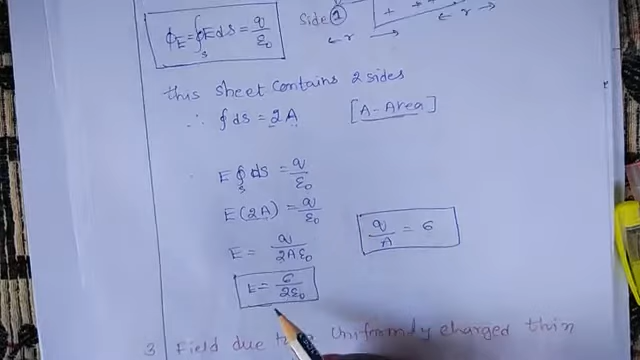 ϕE = ∮s E ds = q/ε0
Side ①
+ + +
← r → ← r →
this sheet contains 2 sides
∴ ∮ ds = 2A [A - Area]
E ∮s ds = q/ε0
E (2A) = q/ε0
E = q/2Aε0
q/A = σ
E = σ/2ε0
3 Field due to Uniformly charged thin